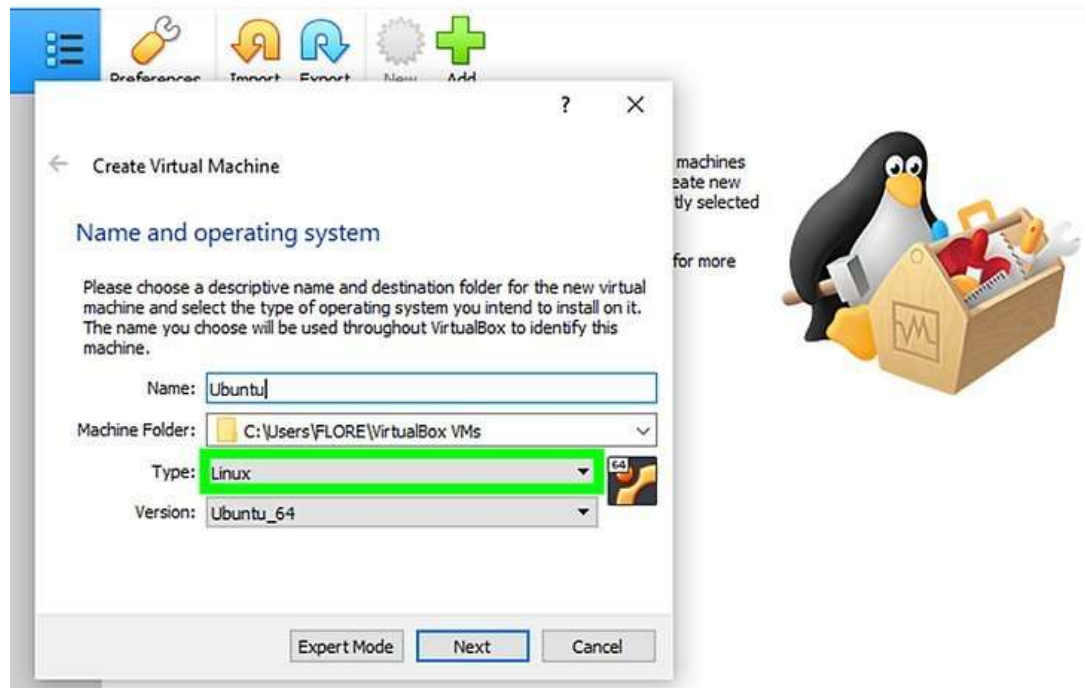 Preferences Import Export New Add
? X
Create Virtual Machine
machines
eate new
tly selected
for more
Name and operating system
Please choose a descriptive name and destination folder for the new virtual
machine and select the type of operating system you intend to install on it.
The name you choose will be used throughout VirtualBox to identify this
machine.
Name: Ubuntu
Machine Folder: C:\Users\FLORE\VirtualBox VMs
Type: Linux
64
Version: Ubuntu_64
Expert Mode Next Cancel